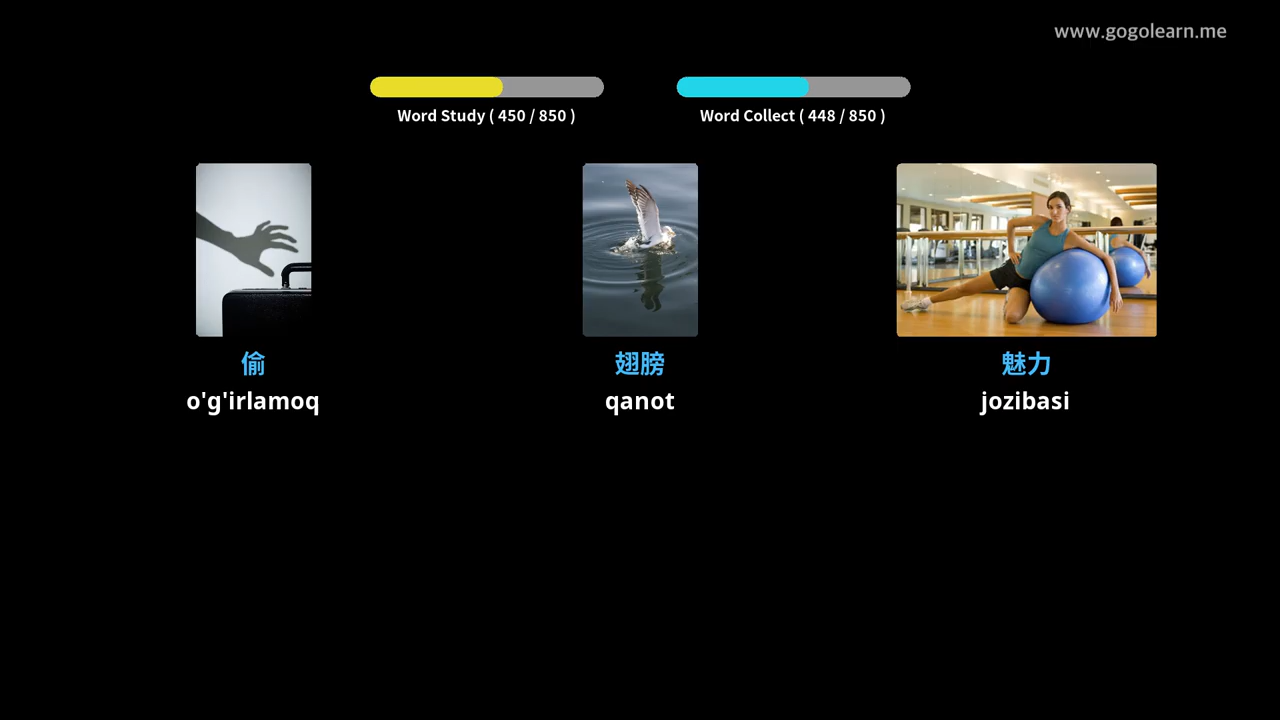 www.gogolearn.me
Word Study ( 450 / 850 )
Word Collect ( 448 / 850 )
偷
翅膀
魅力
o'g'irlamoq
qanot
jozibasi